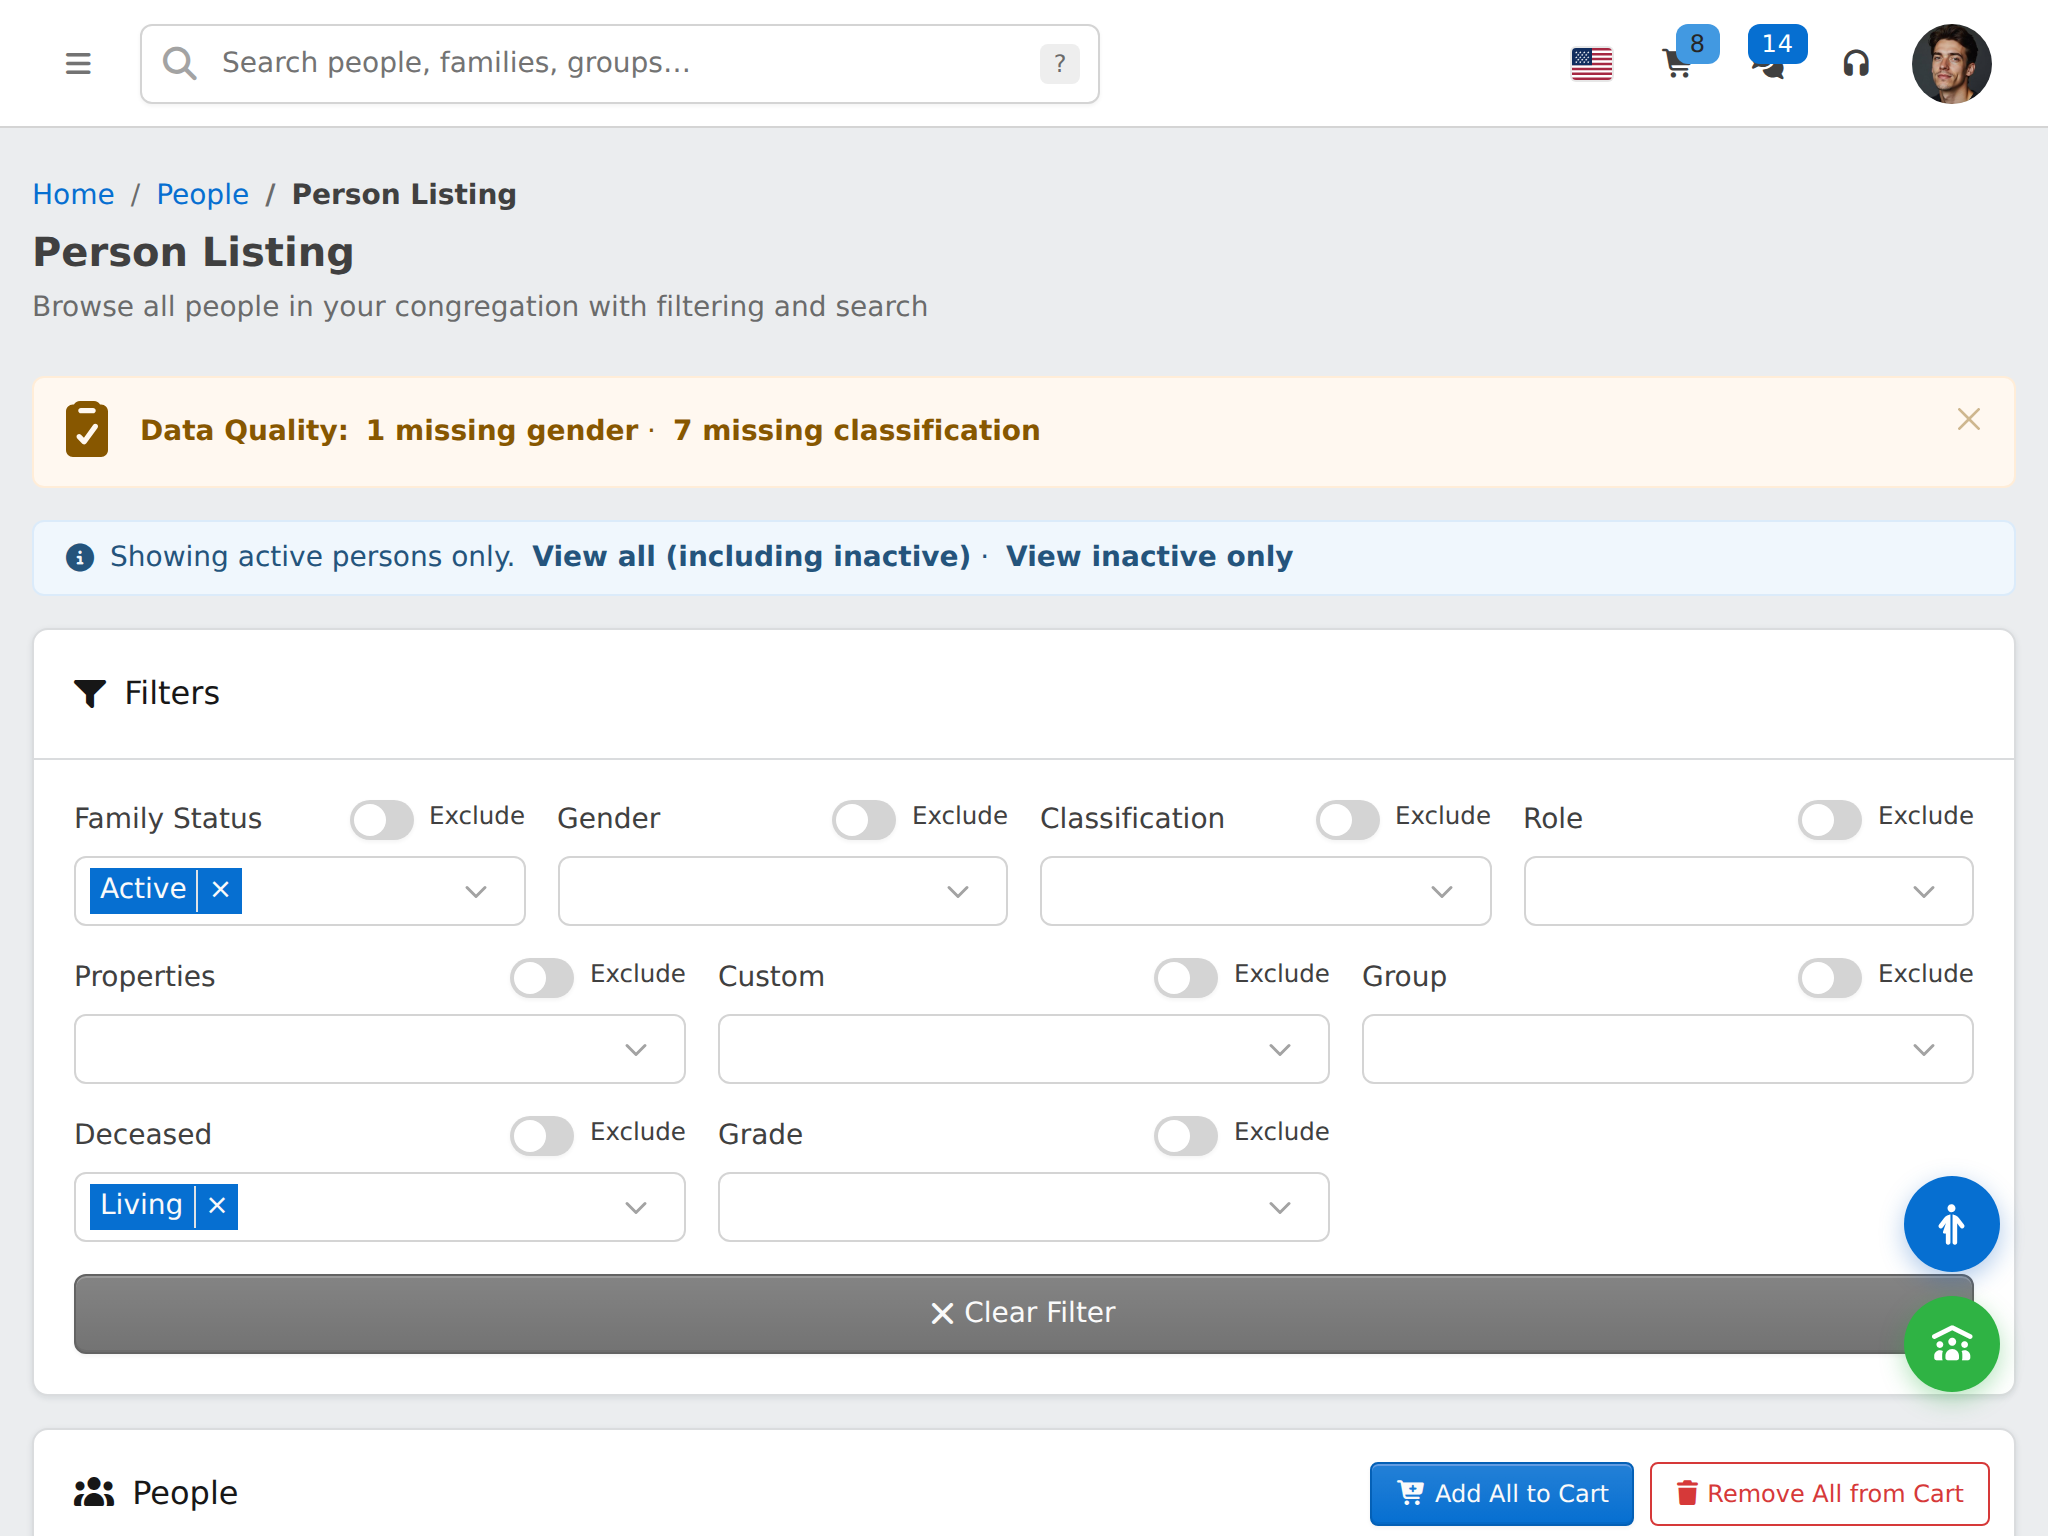 Search people, families, groups...
?
8
14
Home / People / Person Listing
Person Listing
Browse all people in your congregation with filtering and search
Data Quality: 1 missing gender · 7 missing classification
Showing active persons only. View all (including inactive) · View inactive only
Filters
Family Status Exclude Gender Exclude Classification Exclude Role Exclude
Active ×
Properties Exclude Custom Exclude Group Exclude
Deceased Exclude Grade Exclude
Living ×
Clear Filter
People Add All to Cart Remove All from Cart